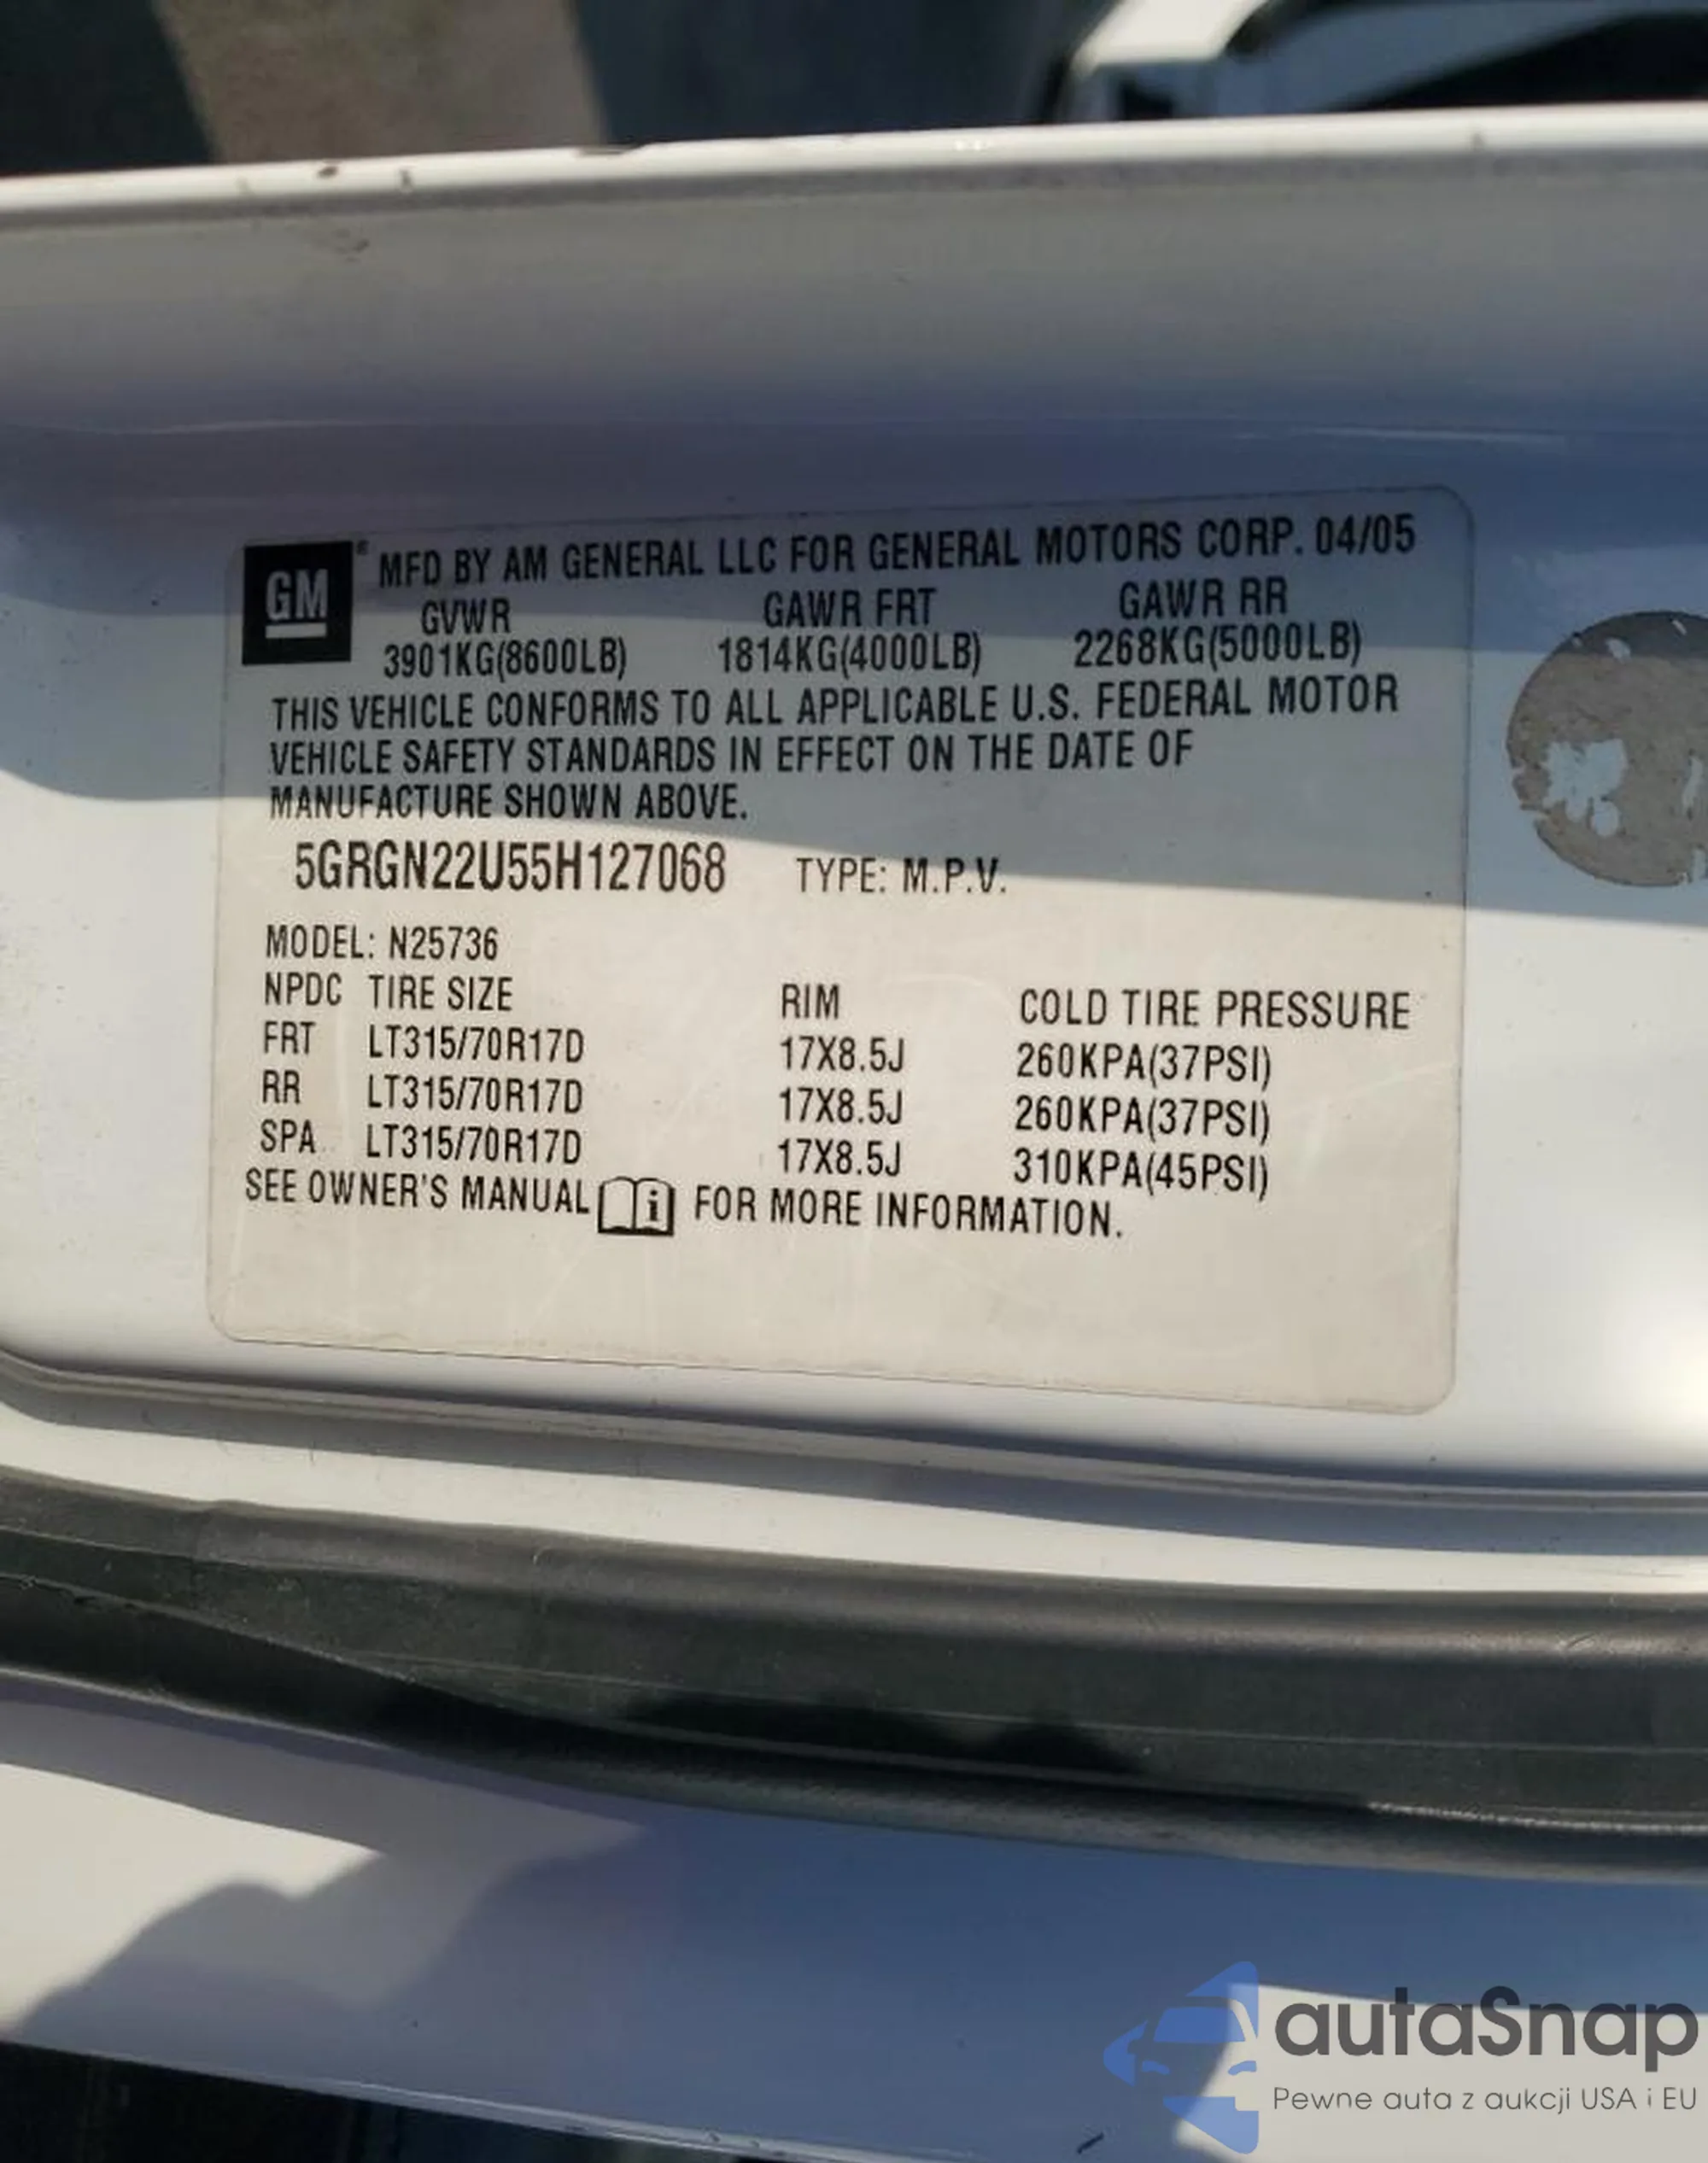 GM ® MFD BY AM GENERAL LLC FOR GENERAL MOTORS CORP. 04/05
GVWR GAWR FRT GAWR RR
3901KG(8600LB) 1814KG(4000LB) 2268KG(5000LB)
THIS VEHICLE CONFORMS TO ALL APPLICABLE U.S. FEDERAL MOTOR
VEHICLE SAFETY STANDARDS IN EFFECT ON THE DATE OF
MANUFACTURE SHOWN ABOVE.
5GRGN22U55H127068 TYPE: M.P.V.
MODEL: N25736
NPDC TIRE SIZE RIM COLD TIRE PRESSURE
FRT LT315/70R17D 17X8.5J 260KPA(37PSI)
RR LT315/70R17D 17X8.5J 260KPA(37PSI)
SPA LT315/70R17D 17X8.5J 310KPA(45PSI)
SEE OWNER'S MANUAL i FOR MORE INFORMATION.
autaSnap
Pewne auta z aukcji USA i EU